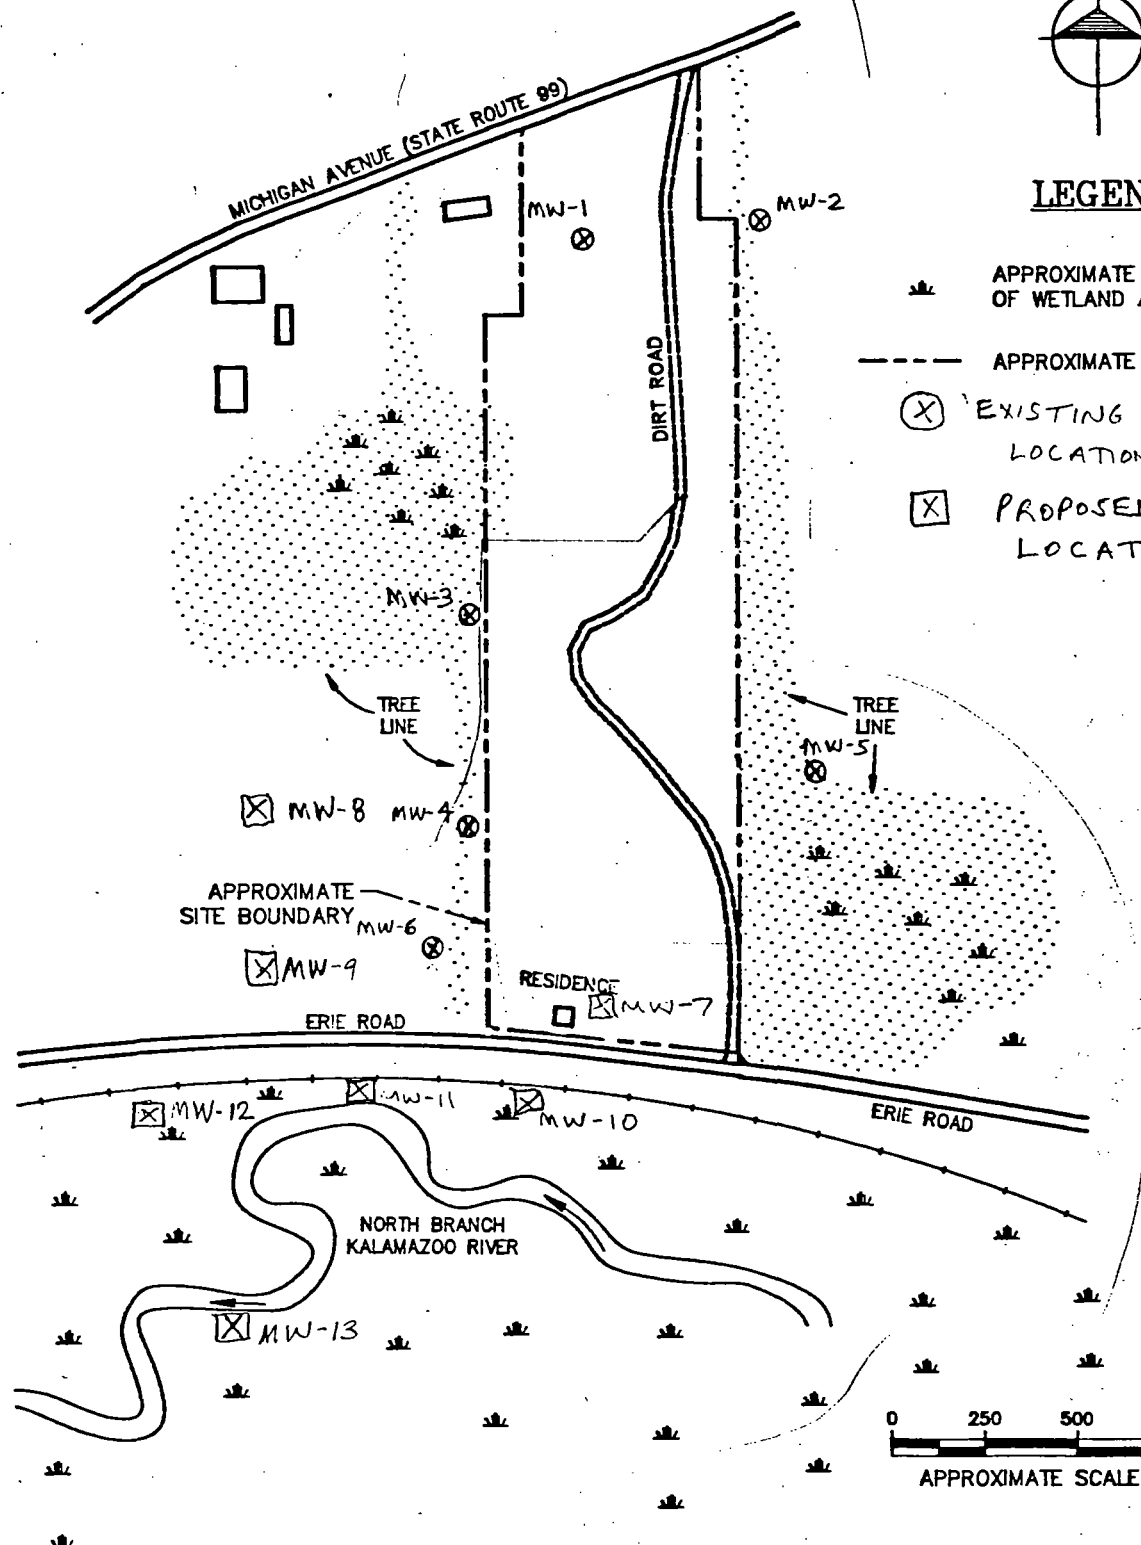 MICHIGAN AVENUE (STATE ROUTE 99)
MW-1
MW-2
LEGEN
APPROXIMATE
OF WETLAND A
APPROXIMATE
EXISTING
LOCATION
PROPOSED
LOCAT
DIRT ROAD
MW-3
TREE
LINE
TREE
LINE
MW-5
MW-8
MW-4
APPROXIMATE
SITE BOUNDARY
MW-6
MW-9
RESIDENCE
MW-7
ERIE ROAD
MW-12
MW-11
MW-10
ERIE ROAD
NORTH BRANCH
KALAMAZOO RIVER
MW-13
0 250 500
APPROXIMATE SCALE